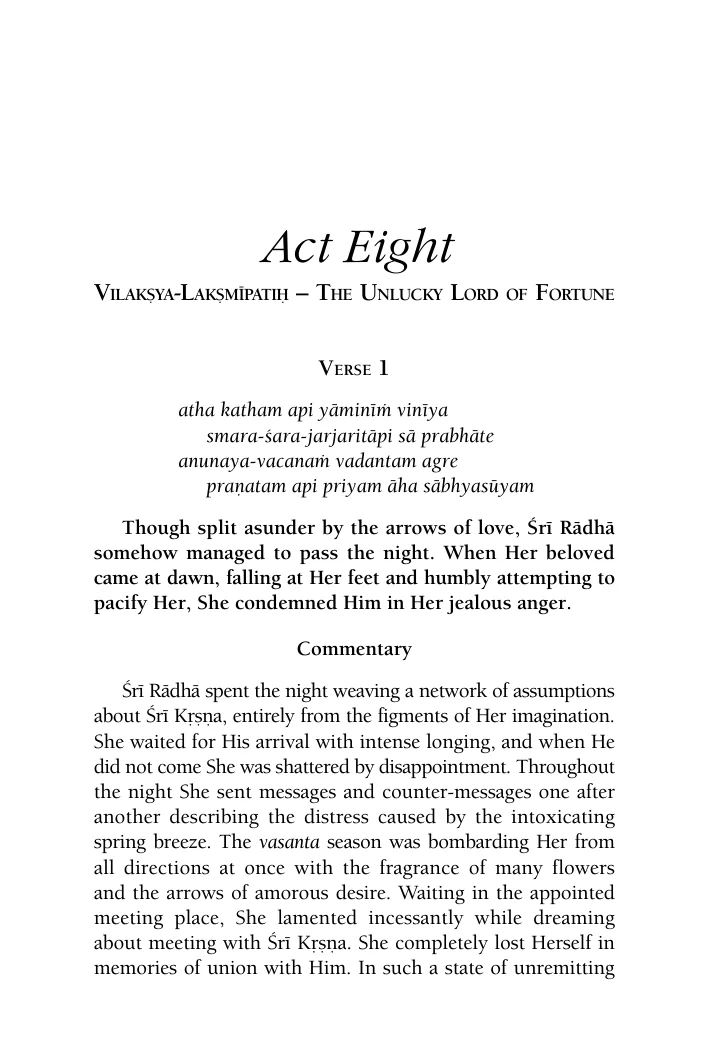 Act Eight
Vilakṣya-Lakṣmīpatiḥ – The Unlucky Lord of Fortune
Verse 1
atha katham api yāminīṁ vinīya
smara-śara-jarjaritāpi sā prabhāte
anunaya-vacanaṁ vadantam agre
praṇatam api priyam āha sābhyasūyam
Though split asunder by the arrows of love, Śrī Rādhā
somehow managed to pass the night. When Her beloved
came at dawn, falling at Her feet and humbly attempting to
pacify Her, She condemned Him in Her jealous anger.
Commentary
Śrī Rādhā spent the night weaving a network of assumptions
about Śrī Kṛṣṇa, entirely from the figments of Her imagination.
She waited for His arrival with intense longing, and when He
did not come She was shattered by disappointment. Throughout
the night She sent messages and counter-messages one after
another describing the distress caused by the intoxicating
spring breeze. The vasanta season was bombarding Her from
all directions at once with the fragrance of many flowers
and the arrows of amorous desire. Waiting in the appointed
meeting place, She lamented incessantly while dreaming
about meeting with Śrī Kṛṣṇa. She completely lost Herself in
memories of union with Him. In such a state of unremitting